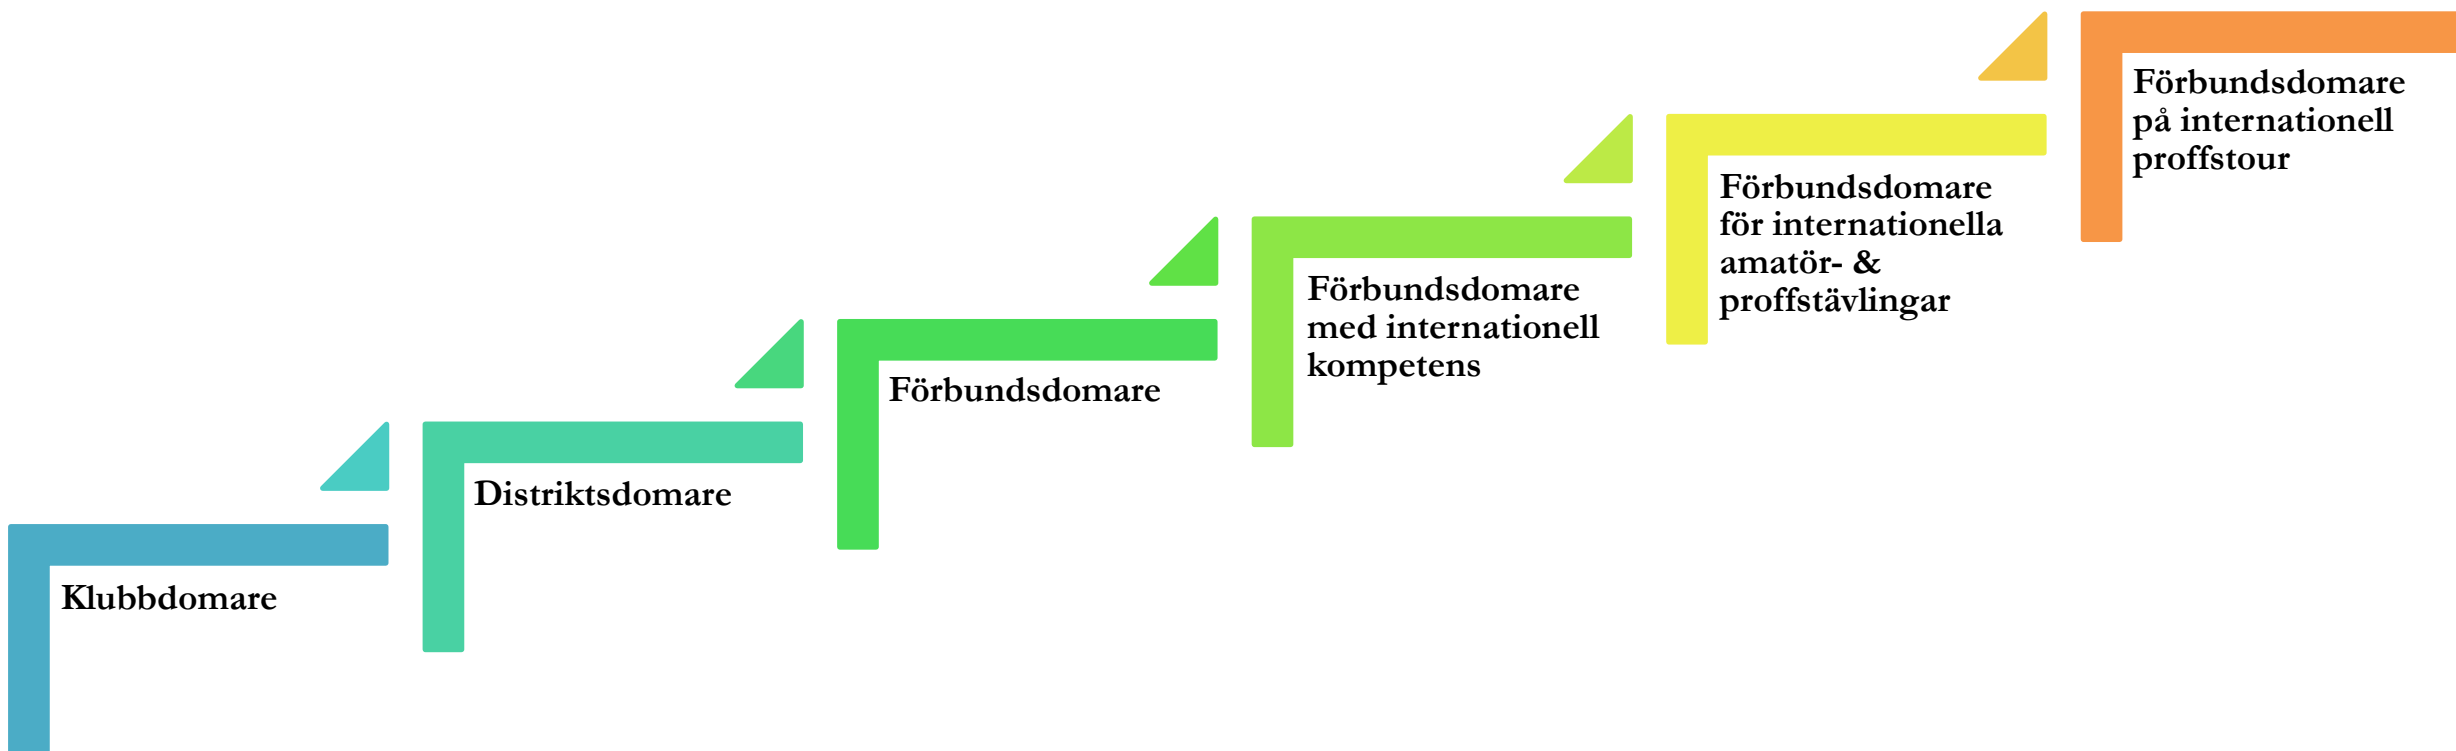 Klubbdomare
Distriktsdomare
Förbundsdomare
Förbundsdomare
med internationell
kompetens
Förbundsdomare
för internationella
amatör- &
proffstävlingar
Förbundsdomare
på internationell
proffstour